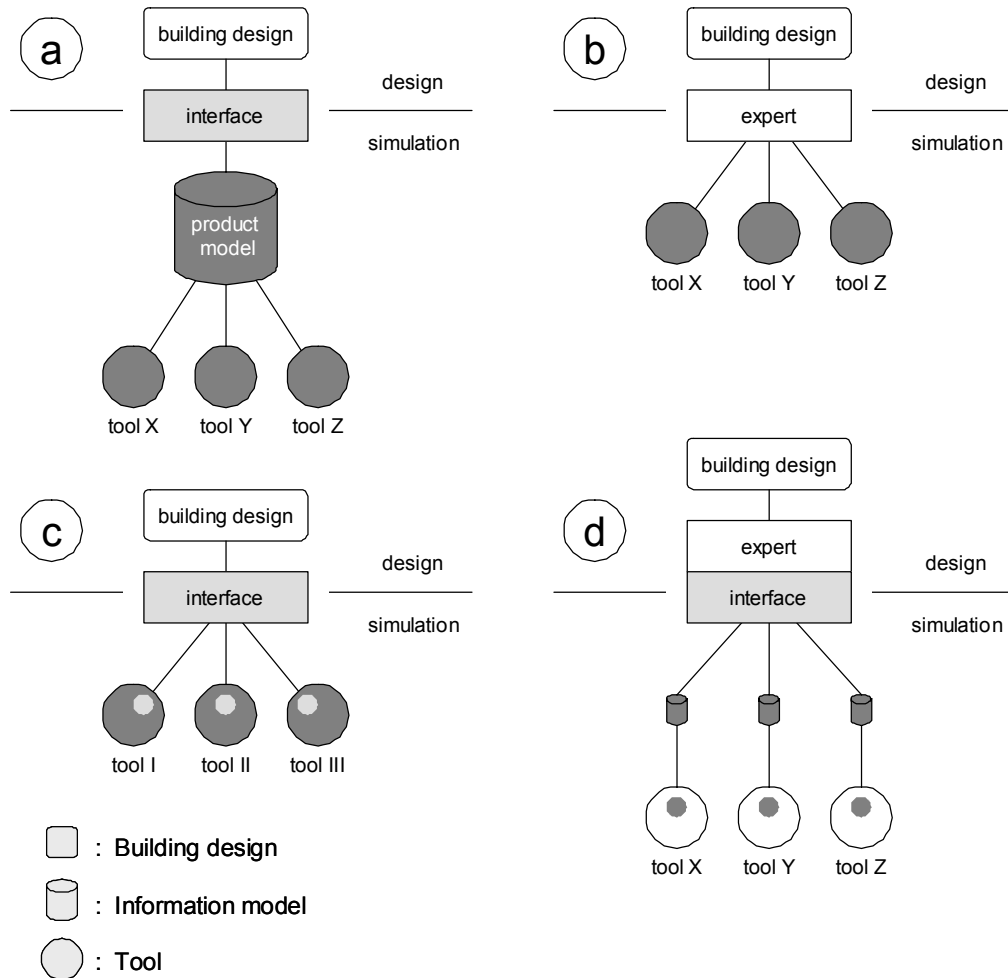 a
building design
design
interface
simulation
product
model
tool X
tool Y
tool Z
b
building design
design
expert
simulation
tool X
tool Y
tool Z
c
building design
design
interface
simulation
tool I
tool II
tool III
d
building design
expert
design
interface
simulation
tool X
tool Y
tool Z
: Building design
: Information model
: Tool